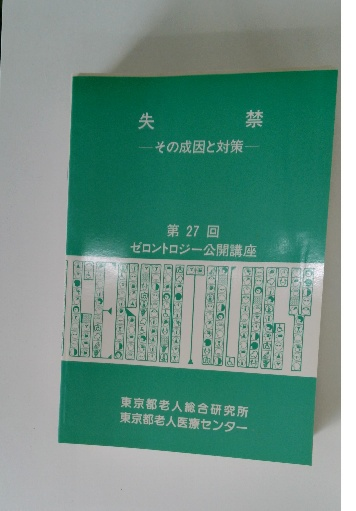 失 禁
—その成因と対策—
第 27 回
ゼロントロジー公開講座
東京都老人総合研究所
東京都老人医療センター